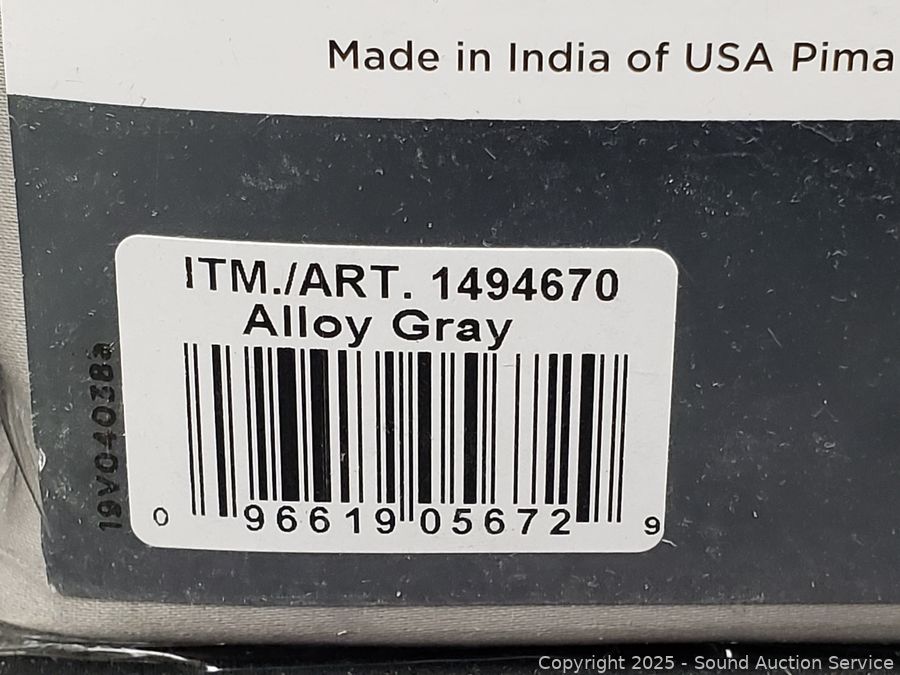 Made in India of USA Pima
ITM./ART. 1494670
Alloy Gray
0 96619 05672 9
19V04038a
Copyright 2025 - Sound Auction Service